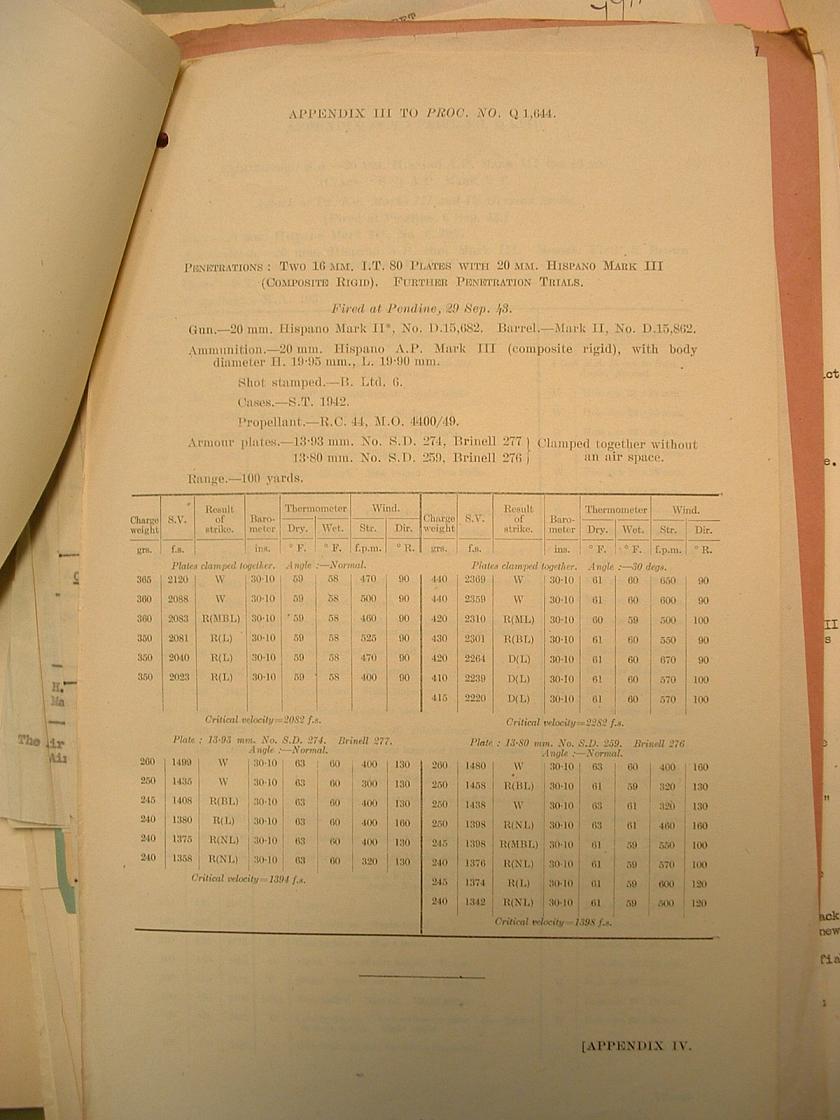 APPENDIX III TO PROC. NO. Q 1,644.
PENETRATIONS : TWO 16 MM. I.T. 80 PLATES WITH 20 MM. HISPANO MARK III
(COMPOSITE RIGID). FURTHER PENETRATION TRIALS.
Fired at Pendine, 29 Sep. 43.
Gun.—20 mm. Hispano Mark II*, No. D.15,682. Barrel.—Mark II, No. D.15,862.
Ammunition.—20 mm. Hispano A.P. Mark III (composite rigid), with body
diameter H. 19·95 mm., L. 19·90 mm.
Shot stamped.—B. Ltd, 6.
Cases.—S.T. 1942.
Propellant.—R.C. 44, M.O. 4400/49.
Armour plates.—13·93 mm. No. S.D. 274, Brinell 277 } Clamped together without
13·80 mm. No. S.D. 259, Brinell 276 } an air space.
Range.—100 yards.
Charge weight S.V. Result of strike. Baro-meter Thermometer Dry. Wet. Wind. Str. Dir. Charge weight S.V. Result of strike. Baro-meter Thermometer Dry. Wet. Wind. Str. Dir.
grs. f.s. ins. ° F. ° F. f.p.m. ° R. grs. f.s. ins. ° F. ° F. f.p.m. ° R.
Plates clamped together. Angle :—Normal.
365 2120 W 30·10 59 58 470 90
360 2088 W 30·10 59 58 500 90
360 2083 R(MBL) 30·10 59 58 460 90
350 2081 R(L) 30·10 59 58 525 90
350 2040 R(L) 30·10 59 58 470 90
350 2023 R(L) 30·10 59 58 400 90
Critical velocity=2082 f.s.
Plates clamped together. Angle :—30 degs.
440 2369 W 30·10 61 60 650 90
440 2359 W 30·10 61 60 600 90
420 2310 R(ML) 30·10 60 59 500 100
430 2301 R(BL) 30·10 61 60 550 90
420 2264 D(L) 30·10 61 60 670 90
410 2239 D(L) 30·10 61 60 570 100
415 2220 D(L) 30·10 61 60 570 100
Critical velocity=2282 f.s.
Plate : 13·93 mm. No. S.D. 274. Brinell 277.
Angle :—Normal.
260 1499 W 30·10 63 60 400 130
250 1435 W 30·10 63 60 300 130
245 1408 R(BL) 30·10 63 60 400 130
240 1380 R(L) 30·10 63 60 400 160
240 1375 R(NL) 30·10 63 60 400 130
240 1358 R(NL) 30·10 63 60 320 130
Critical velocity=1394 f.s.
Plate : 13·80 mm. No. S.D. 259. Brinell 276
Angle :—Normal.
260 1480 W 30·10 63 60 400 160
250 1458 R(BL) 30·10 61 59 320 130
250 1438 W 30·10 63 61 320 130
250 1398 R(NL) 30·10 63 61 460 160
245 1398 R(MBL) 30·10 61 59 550 100
240 1376 R(NL) 30·10 61 59 570 100
245 1374 R(L) 30·10 61 59 600 120
240 1342 R(NL) 30·10 61 59 500 120
Critical velocity=1398 f.s.
[APPENDIX IV.